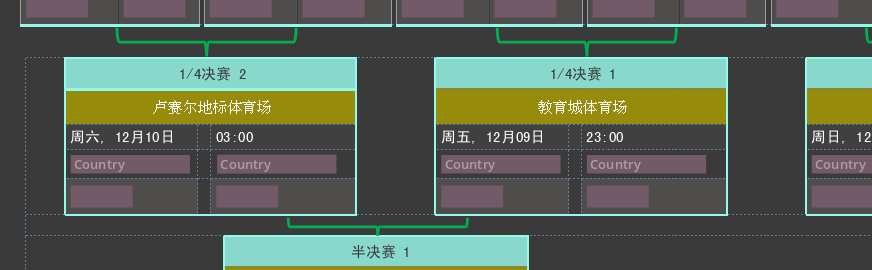 1/4决赛 2
卢赛尔地标体育场
周六, 12月10日 03:00
Country Country
1/4决赛 1
教育城体育场
周五, 12月09日 23:00
Country Country
周日, 12
Country
半决赛 1